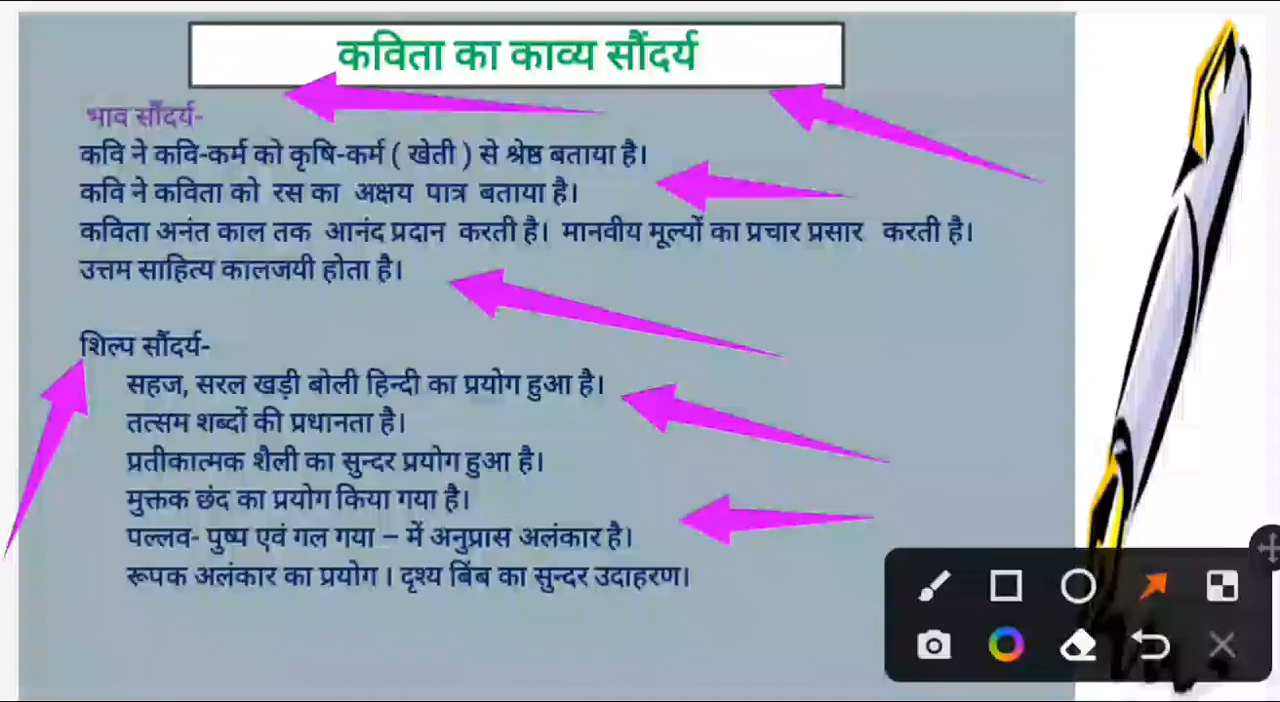 कविता का काव्य सौंदर्य
भाव सौंदर्य-
कवि ने कवि-कर्म को कृषि-कर्म ( खेती ) से श्रेष्ठ बताया है।
कवि ने कविता को रस का अक्षय पात्र बताया है।
कविता अनंत काल तक आनंद प्रदान करती है। मानवीय मूल्यों का प्रचार प्रसार करती है।
उत्तम साहित्य कालजयी होता है।
शिल्प सौंदर्य-
सहज, सरल खड़ी बोली हिन्दी का प्रयोग हुआ है।
तत्सम शब्दों की प्रधानता है।
प्रतीकात्मक शैली का सुन्दर प्रयोग हुआ है।
मुक्तक छंद का प्रयोग किया गया है।
पल्लव- पुष्प एवं गल गया – में अनुप्रास अलंकार है।
रूपक अलंकार का प्रयोग । दृश्य बिंब का सुन्दर उदाहरण।